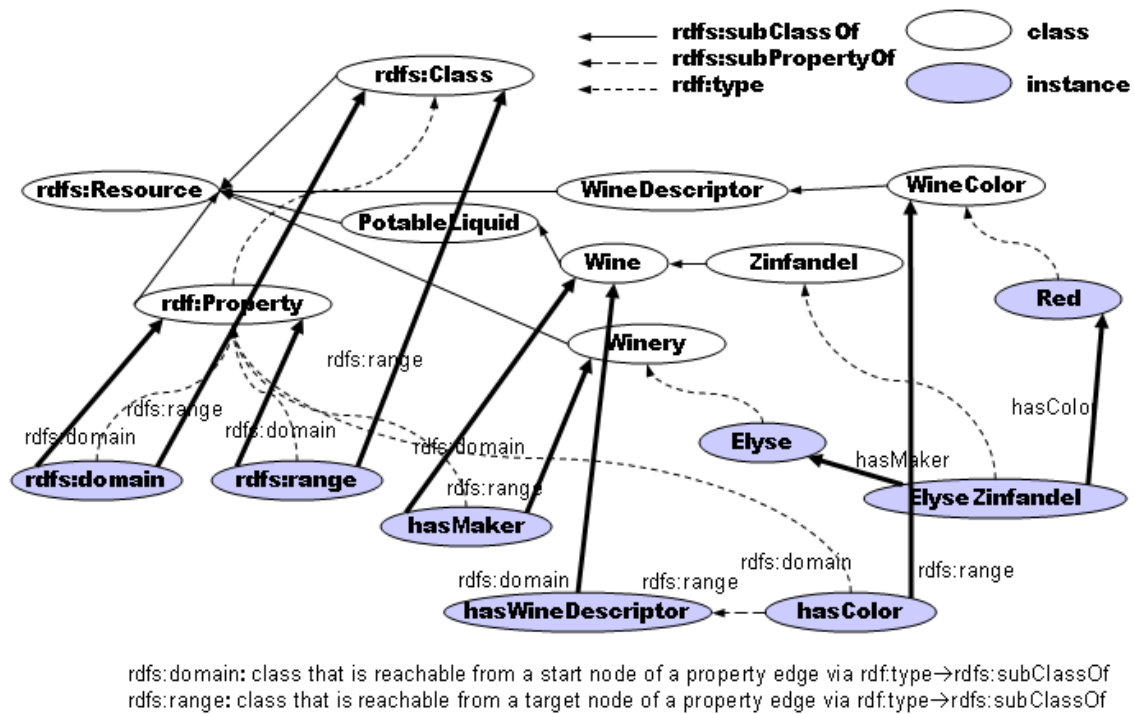 rdfs:subClassOf
class
rdfs:subPropertyOf
rdfs:Class
rdf:type
instance
rdfs:Resource
WineDescriptor
WineColor
PotableLiquid
Wine
Zinfandel
rdf:Property
Red
Winery
rdfs:range
rdfs:range
hasColor
rdfs:domain
rdfs:domain
rdfs:domain
Elyse
hasMaker
rdfs:domain
rdfs:range
rdfs:range
ElyseZinfandel
hasMaker
rdfs:domain
rdfs:domain
rdfs:range
rdfs:range
hasWineDescriptor
hasColor
rdfs:domain: class that is reachable from a start node of a property edge via rdf:type→rdfs:subClassOf
rdfs:range: class that is reachable from a target node of a property edge via rdf:type→rdfs:subClassOf